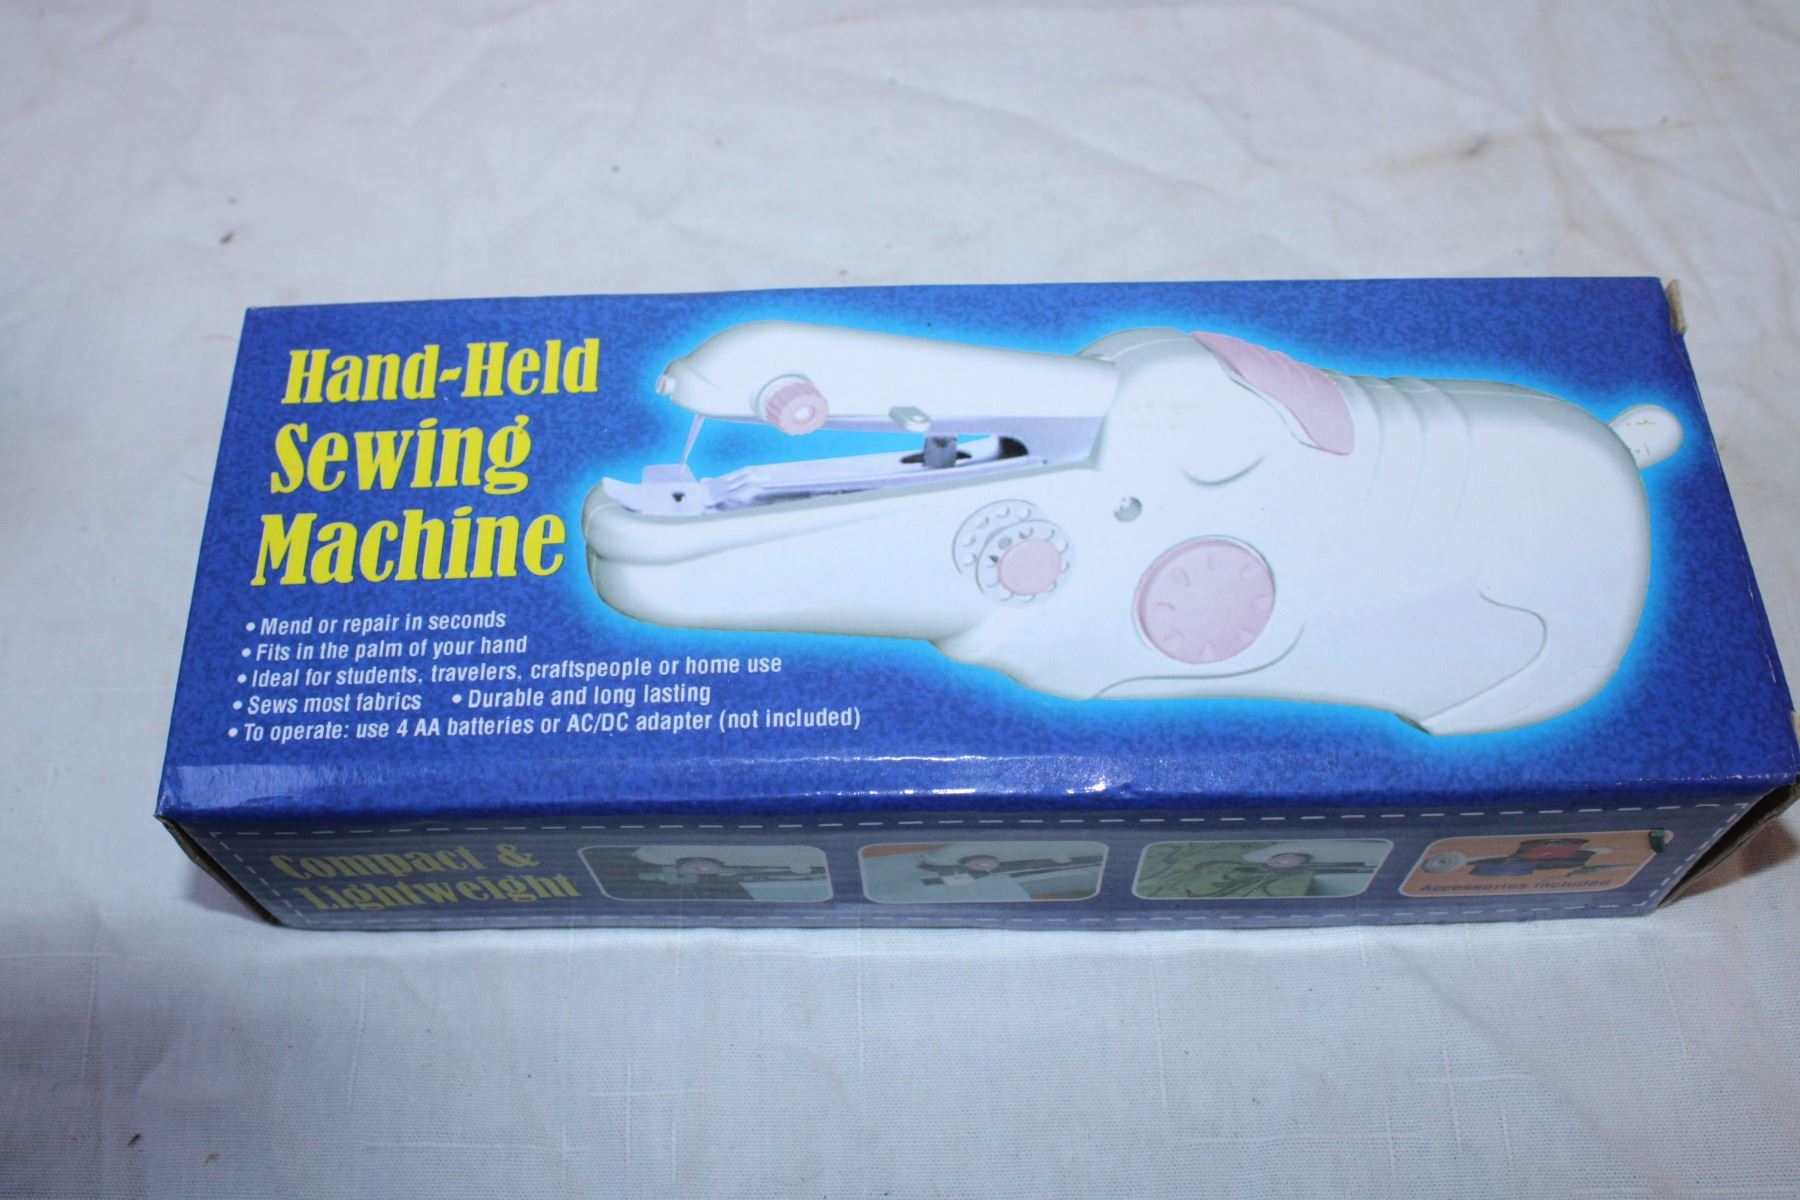 Hand-Held
Sewing
Machine
• Mend or repair in seconds
• Fits in the palm of your hand
• Ideal for students, travelers, craftspeople or home use
• Sews most fabrics • Durable and long lasting
• To operate: use 4 AA batteries or AC/DC adapter (not included)
Compact &
Lightweight
Accessories included